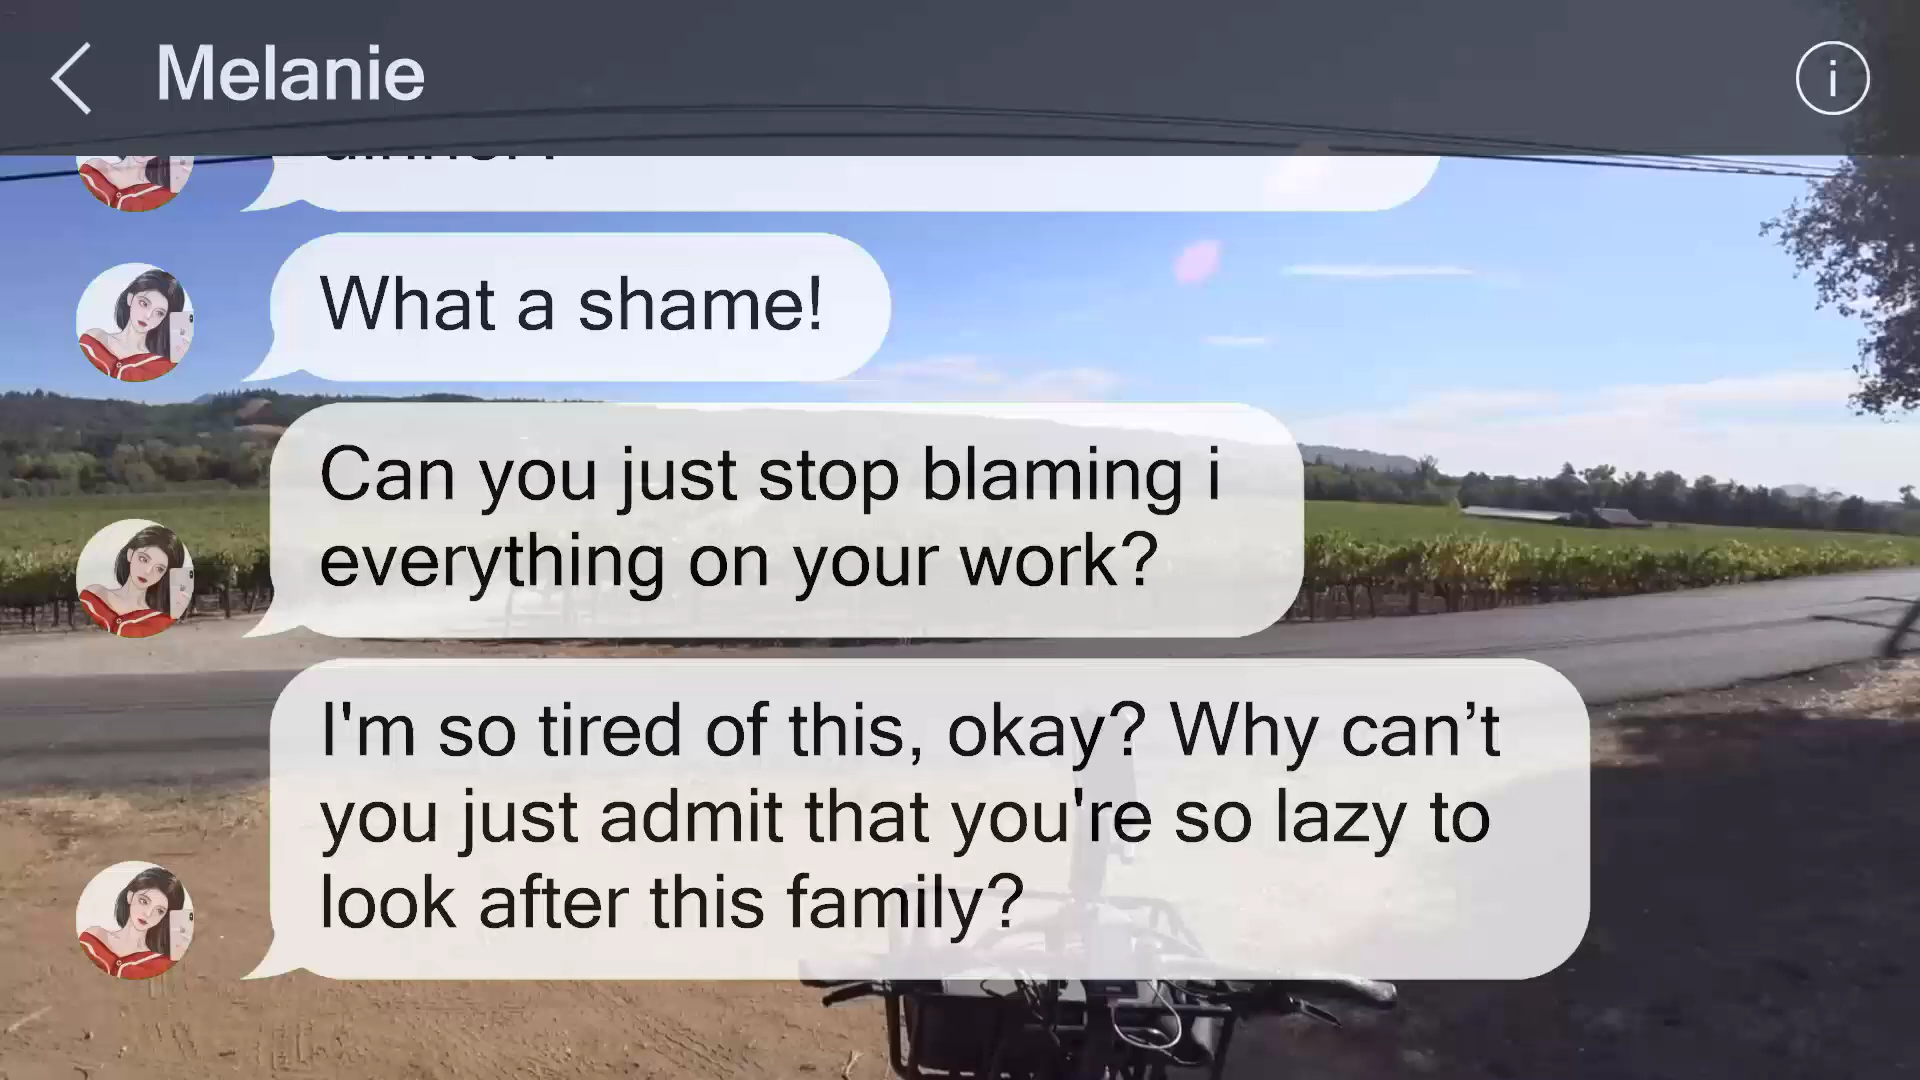 Melanie
What a shame!
Can you just stop blaming i
everything on your work?
I'm so tired of this, okay? Why can’t
you just admit that you're so lazy to
look after this family?